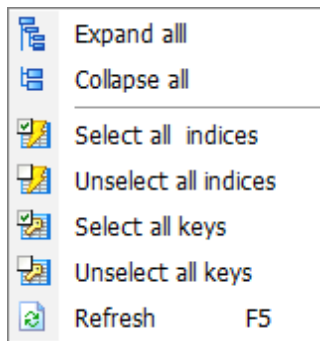 Expand alll
Collapse all
Select all  indices
Unselect all indices
Select all keys
Unselect all keys
Refresh F5